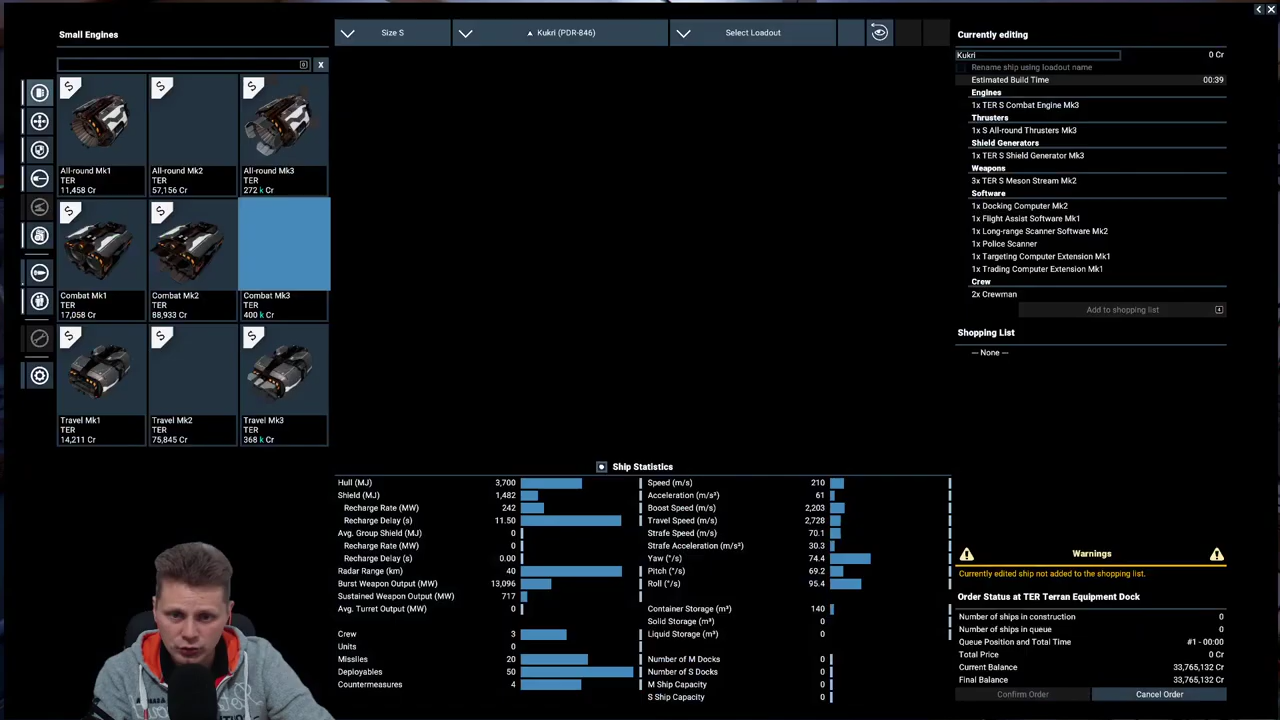 Small Engines
Size S
▲ Kukri (PDR-846)
Select Loadout
Currently editing
x
All-round Mk1
TER
11,458 Cr
All-round Mk2
TER
57,156 Cr
All-round Mk3
TER
272 k Cr
Combat Mk1
TER
17,058 Cr
Combat Mk2
TER
88,933 Cr
Combat Mk3
TER
400 k Cr
Travel Mk1
TER
14,211 Cr
Travel Mk2
TER
75,845 Cr
Travel Mk3
TER
368 k Cr
Ship Statistics
Hull (MJ) 3,700
Shield (MJ) 1,482
Recharge Rate (MW) 242
Recharge Delay (s) 11.50
Avg. Group Shield (MJ) 0
Recharge Rate (MW) 0
Recharge Delay (s) 0.00
Radar Range (km) 40
Burst Weapon Output (MW) 13,096
Sustained Weapon Output (MW) 717
Avg. Turret Output (MW) 0
Crew 3
Units 0
Missiles 20
Deployables 50
Countermeasures 4
Speed (m/s) 210
Acceleration (m/s²) 61
Boost Speed (m/s) 2,203
Travel Speed (m/s) 2,728
Strafe Speed (m/s) 70.1
Strafe Acceleration (m/s²) 30.3
Yaw (°/s) 74.4
Pitch (°/s) 69.2
Roll (°/s) 95.4
Container Storage (m³) 140
Solid Storage (m³) 0
Liquid Storage (m³) 0
Number of M Docks 0
Number of S Docks 0
M Ship Capacity 0
S Ship Capacity 0
Kukri 0 Cr
Rename ship using loadout name
Estimated Build Time 00:39
Engines
1x TER S Combat Engine Mk3
Thrusters
1x S All-round Thrusters Mk3
Shield Generators
1x TER S Shield Generator Mk3
Weapons
3x TER S Meson Stream Mk2
Software
1x Docking Computer Mk2
1x Flight Assist Software Mk1
1x Long-range Scanner Software Mk2
1x Police Scanner
1x Targeting Computer Extension Mk1
1x Trading Computer Extension Mk1
Crew
2x Crewman
Add to shopping list
Shopping List
--- None ---
Warnings
Currently edited ship not added to the shopping list.
Order Status at TER Terran Equipment Dock
Number of ships in construction 0
Number of ships in queue 0
Queue Position and Total Time #1 - 00:00
Total Price 0 Cr
Current Balance 33,765,132 Cr
Final Balance 33,765,132 Cr
Confirm Order
Cancel Order